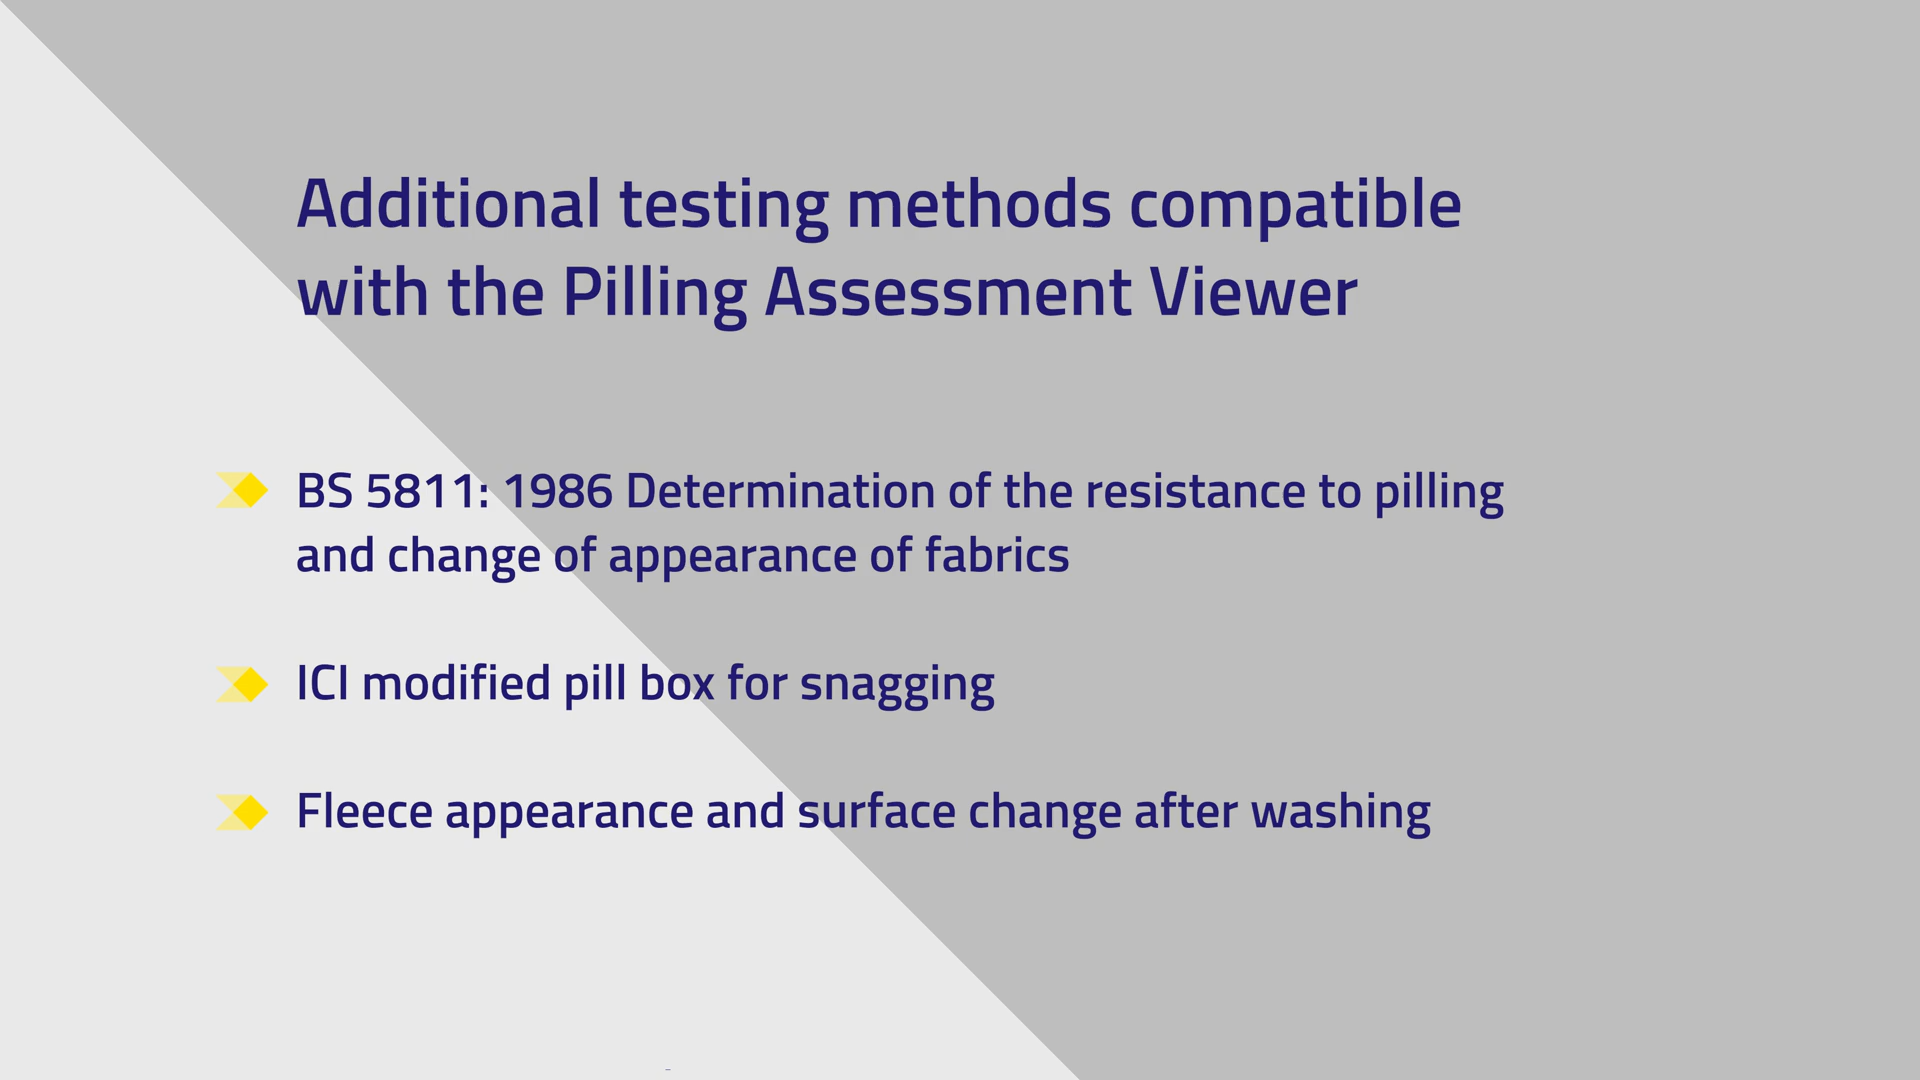 Additional testing methods compatible
with the Pilling Assessment Viewer
BS 5811: 1986 Determination of the resistance to pilling
and change of appearance of fabrics
ICI modified pill box for snagging
Fleece appearance and surface change after washing